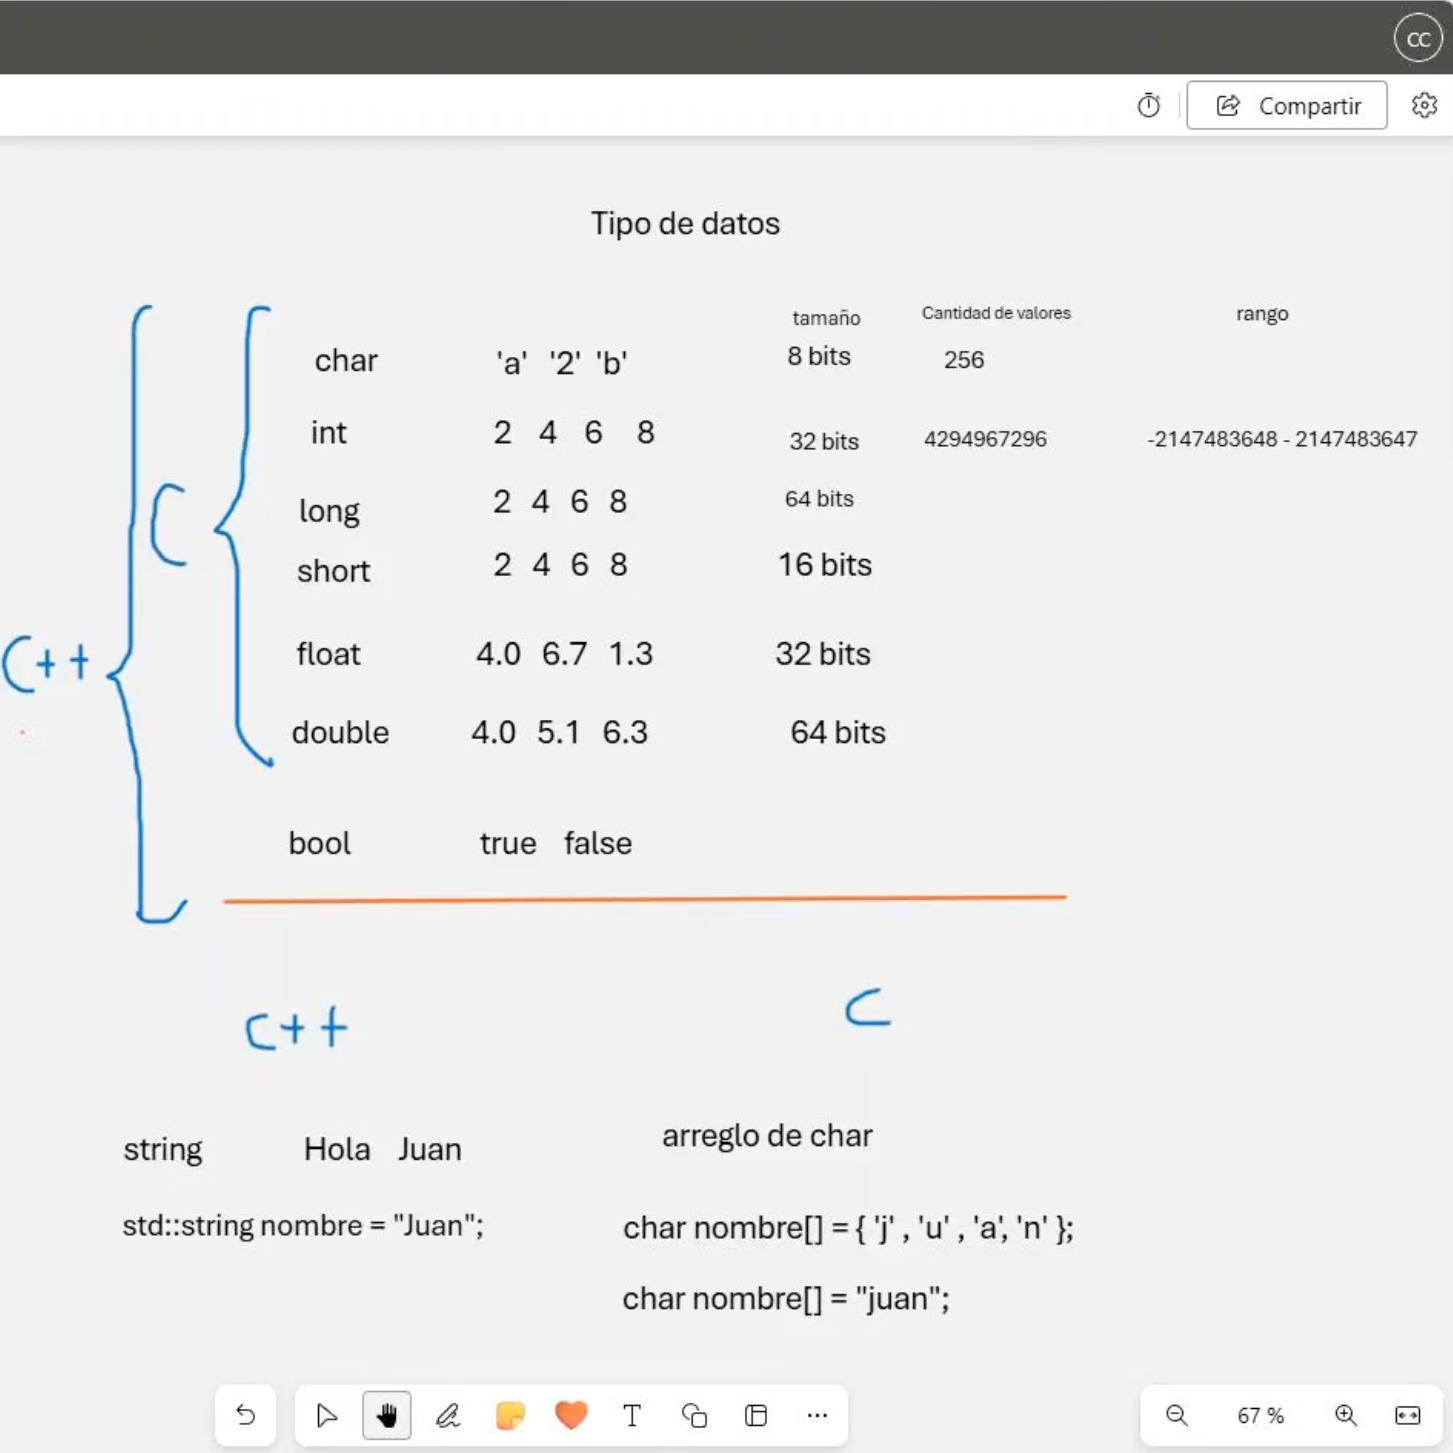 CC
Compartir
Tipo de datos
tamaño Cantidad de valores rango
char 'a' '2' 'b' 8 bits 256
int 2 4 6 8 32 bits 4294967296 -2147483648 - 2147483647
long 2 4 6 8 64 bits
C
short 2 4 6 8 16 bits
float 4.0 6.7 1.3 32 bits
C++
double 4.0 5.1 6.3 64 bits
bool true false
C++ C
string Hola Juan arreglo de char
std::string nombre = "Juan"; char nombre[] = { 'j' , 'u' , 'a', 'n' };
char nombre[] = "juan";
T
67 %